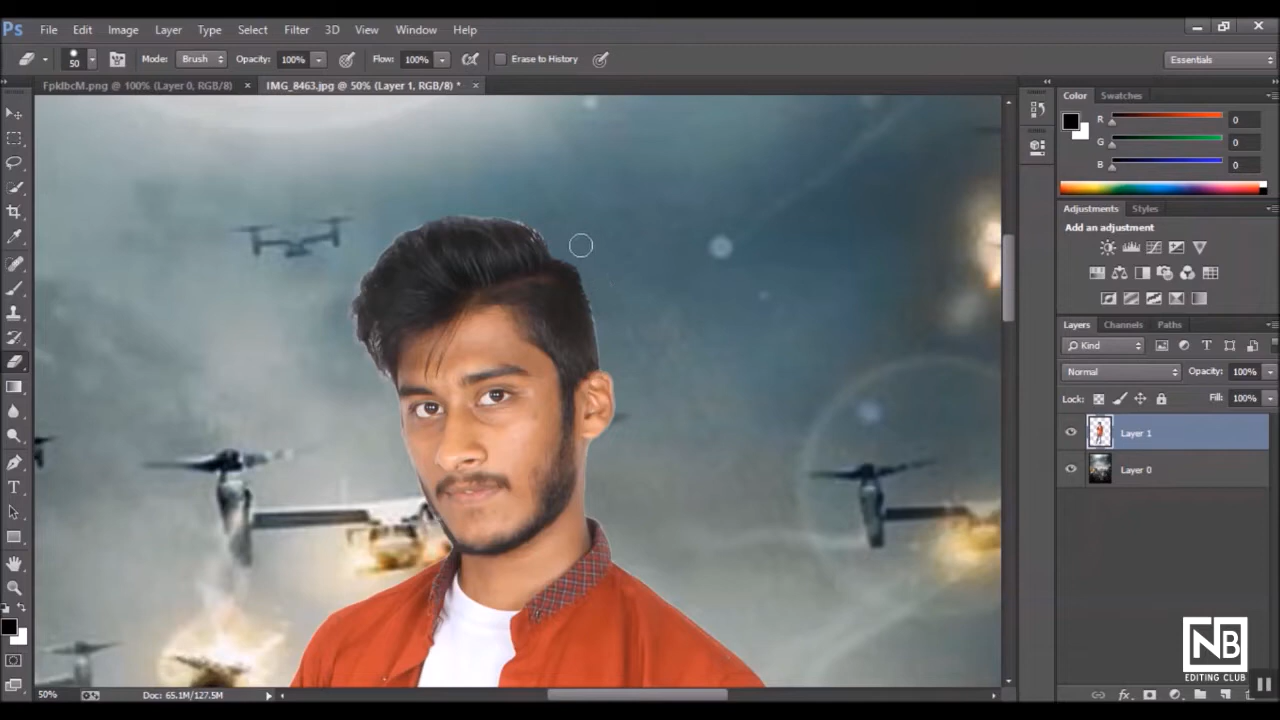 Ps File Edit Image Layer Type Select Filter 3D View Window Help
50 Mode: Brush Opacity: 100% Flow: 100% Erase to History Essentials
FpklbcM.png @ 100% (Layer 0, RGB/8) × IMG_8463.jpg @ 50% (Layer 1, RGB/8) * ×
Color Swatches
R 0
G 0
B 0
Adjustments Styles
Add an adjustment
Layers Channels Paths
Kind
Normal Opacity: 100%
Lock: Fill: 100%
Layer 1
Layer 0
NB
EDITING CLUB
50% Doc: 65.1M/127.5M